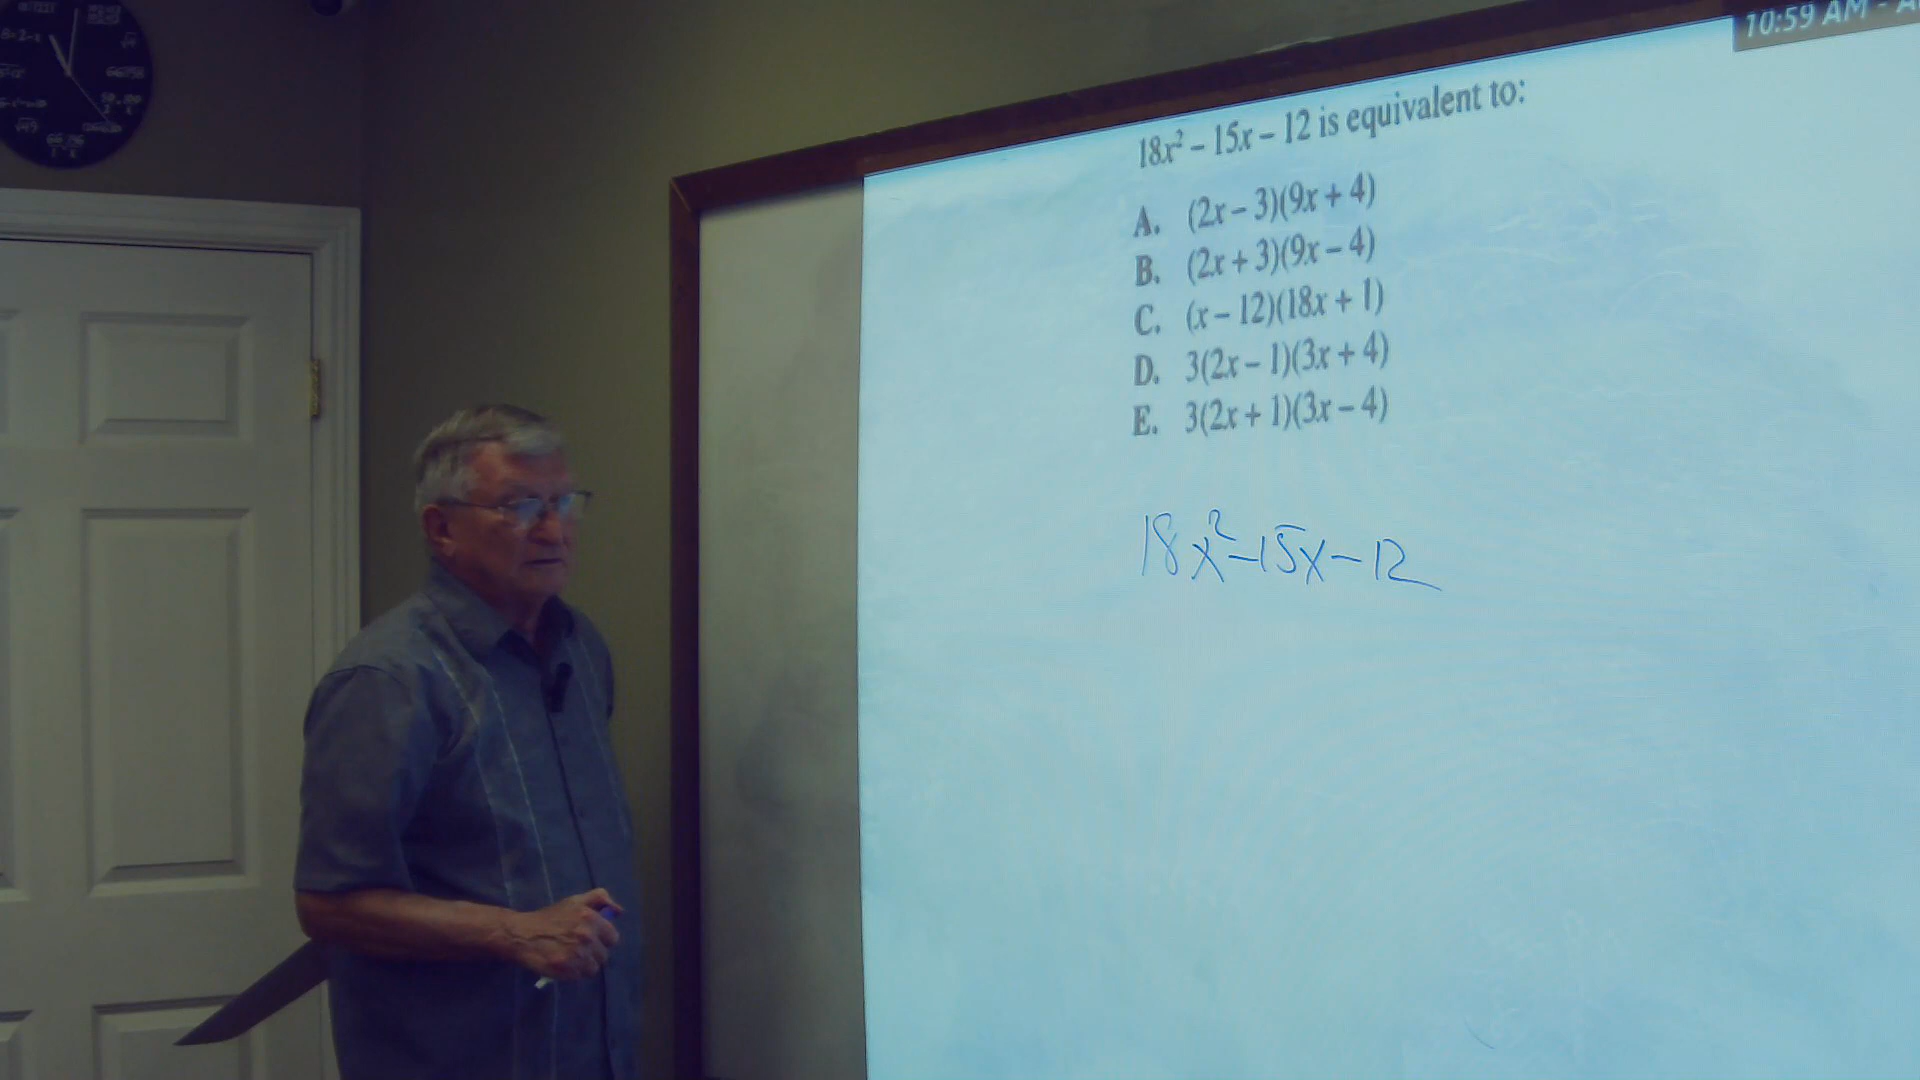 10:59 AM
18x² – 15x – 12 is equivalent to:
A. (2x – 3)(9x + 4)
B. (2x + 3)(9x – 4)
C. (x – 12)(18x + 1)
D. 3(2x – 1)(3x + 4)
E. 3(2x + 1)(3x – 4)
18x² – 15x – 12